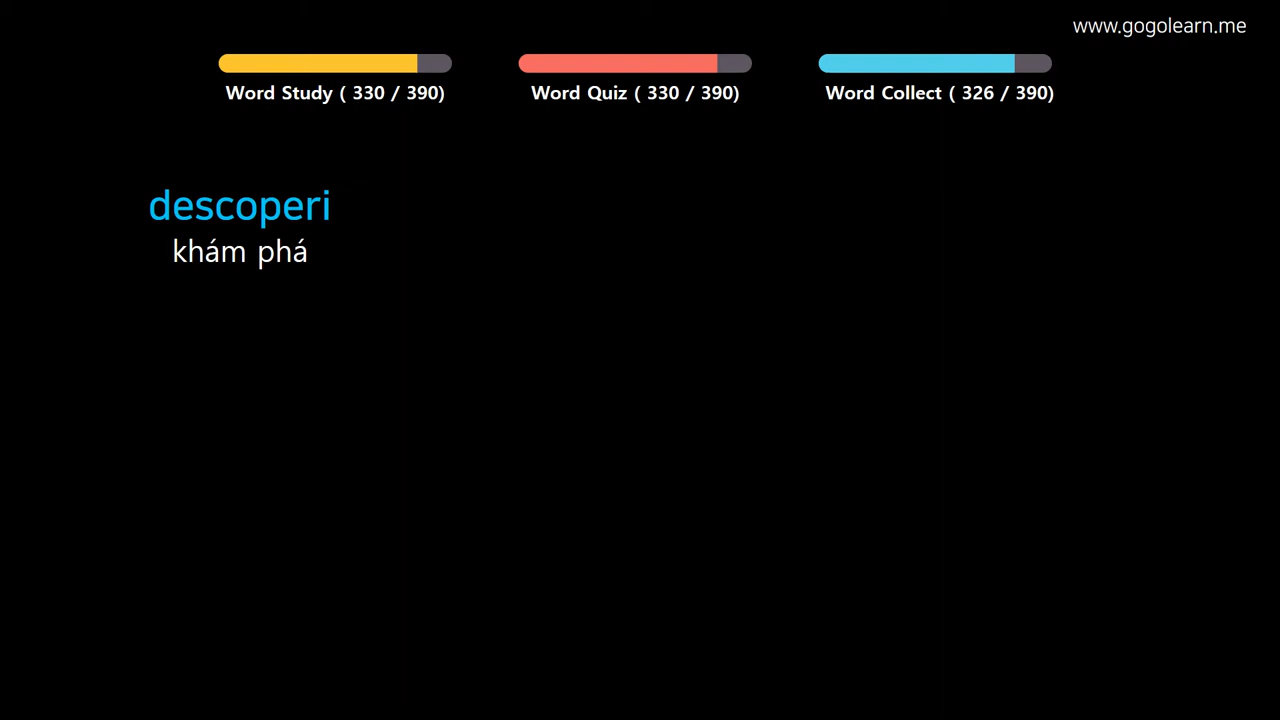 www.gogolearn.me
Word Study ( 330 / 390)
Word Quiz ( 330 / 390)
Word Collect ( 326 / 390)
descoperi
khám phá